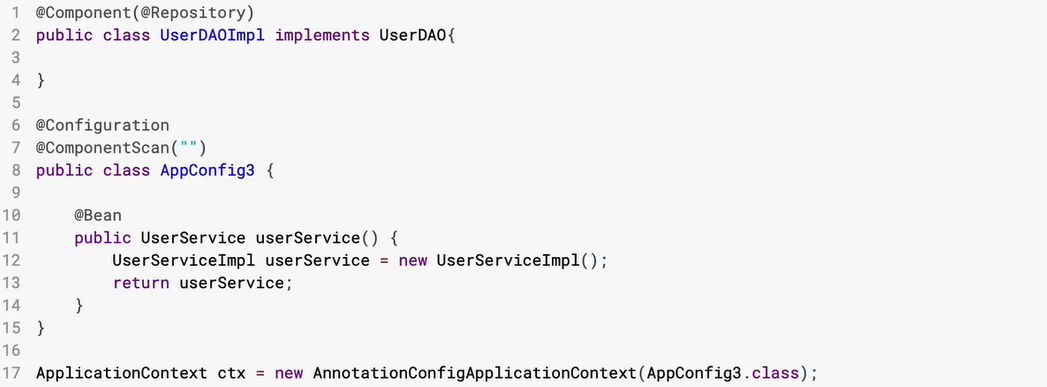 1 @Component(@Repository)
2 public class UserDAOImpl implements UserDAO{
3
4 }
5
6 @Configuration
7 @ComponentScan("")
8 public class AppConfig3 {
9
10     @Bean
11     public UserService userService() {
12         UserServiceImpl userService = new UserServiceImpl();
13         return userService;
14     }
15 }
16
17 ApplicationContext ctx = new AnnotationConfigApplicationContext(AppConfig3.class);